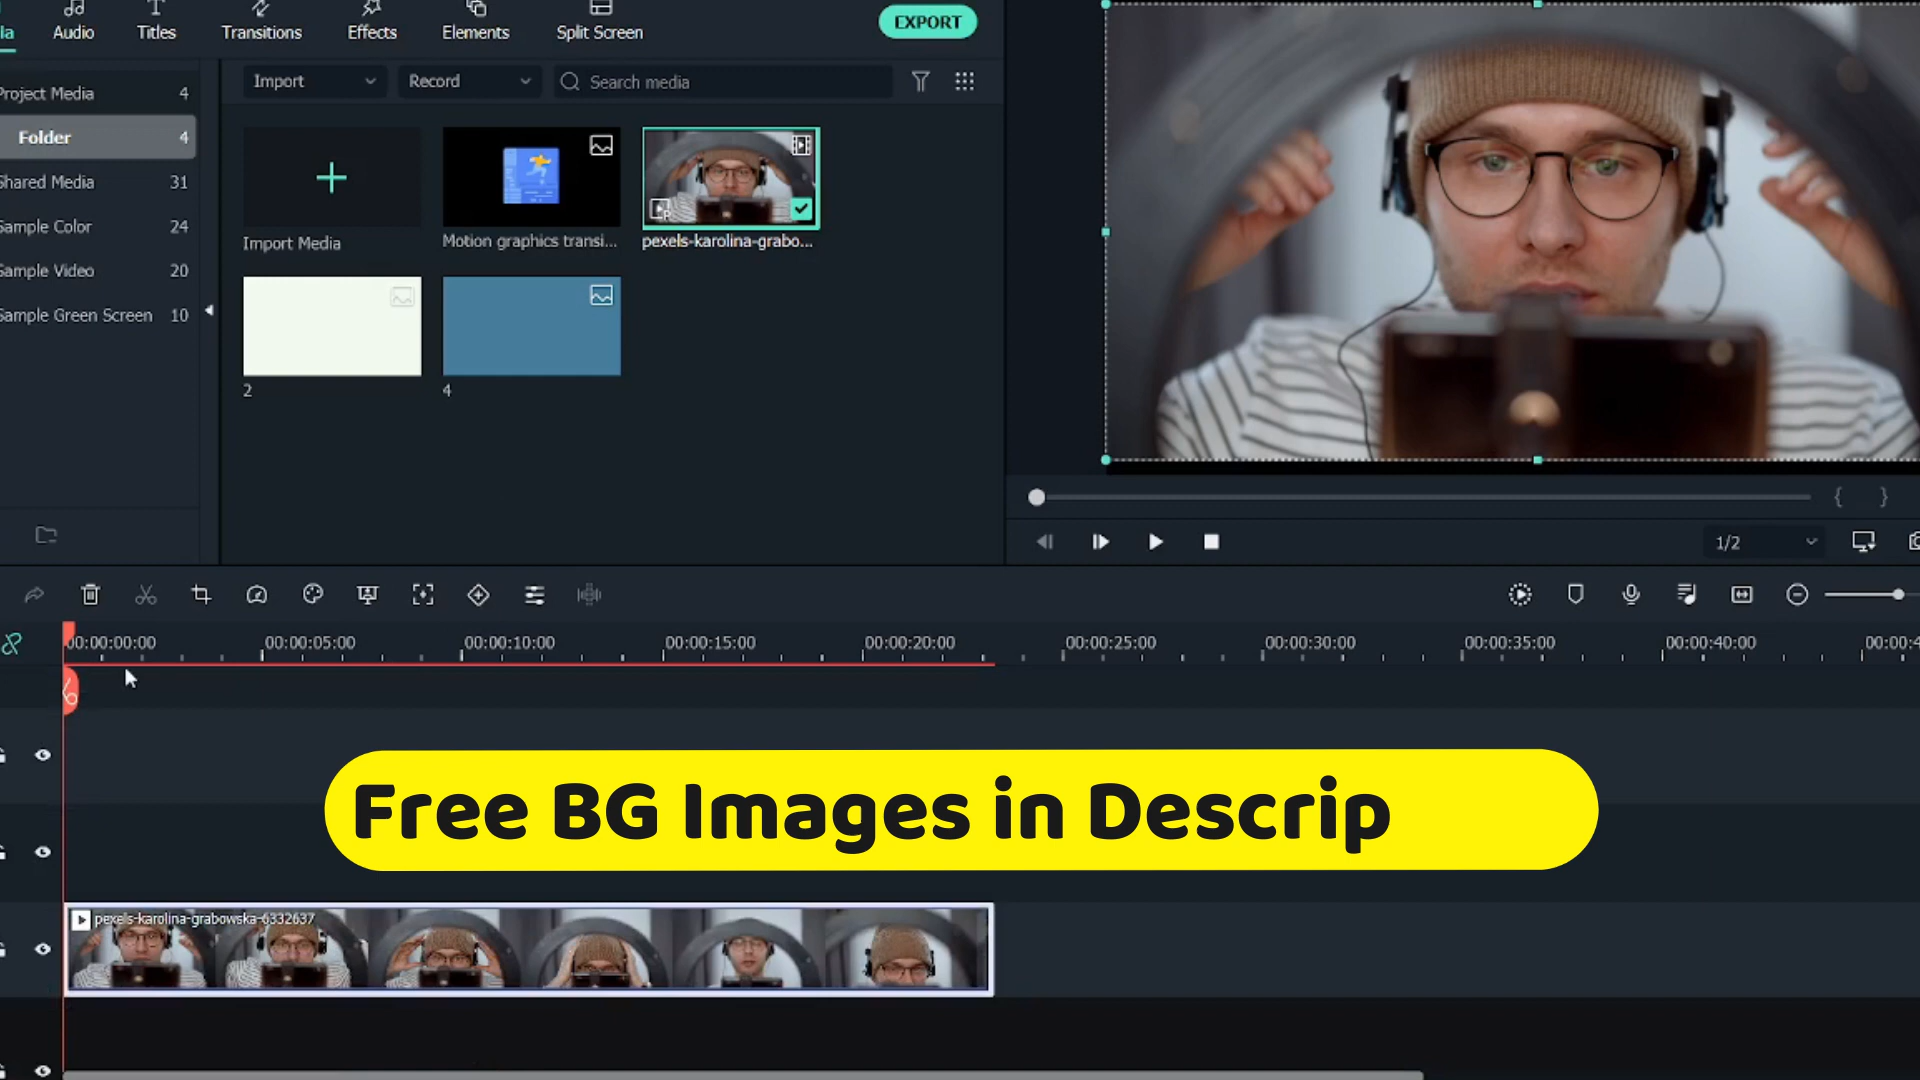 la
Audio
Titles
Transitions
Effects
Elements
Split Screen
EXPORT
Project Media 4
Folder 4
Shared Media 31
Sample Color 24
Sample Video 20
Sample Green Screen 10
Import
Record
Search media
Import Media
Motion graphics transi...
pexels-karolina-grabo...
2
4
{ }
1/2
00:00:00:00
00:00:05:00
00:00:10:00
00:00:15:00
00:00:20:00
00:00:25:00
00:00:30:00
00:00:35:00
00:00:40:00
00:00:4
Free BG Images in Descrip
pexels-karolina-grabowska-6332637